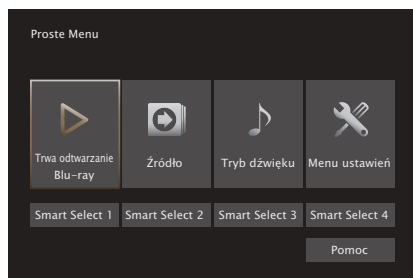 Proste Menu
Trwa odtwarzanie
Blu-ray
Źródło
Tryb dźwięku
Menu ustawień
Smart Select 1
Smart Select 2
Smart Select 3
Smart Select 4
Pomoc